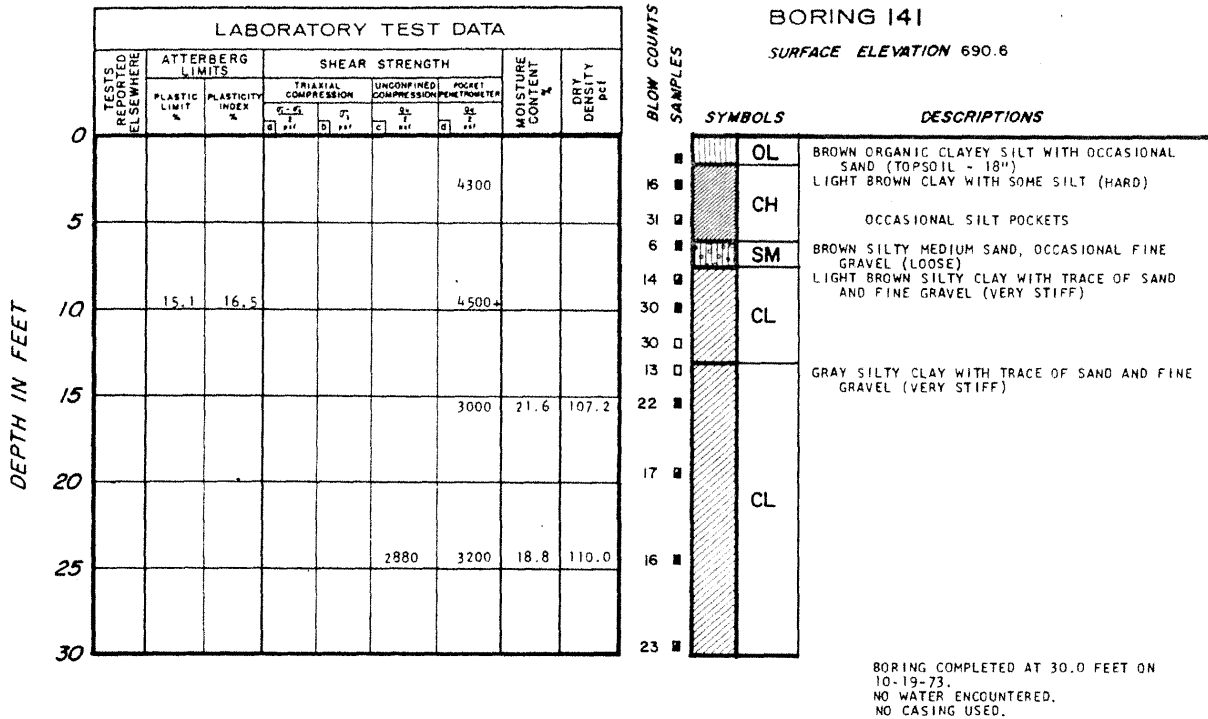 BORING 141
SURFACE ELEVATION 690.6
LABORATORY TEST DATA
TESTS REPORTED ELSEWHERE
ATTERBERG LIMITS
PLASTIC LIMIT %
PLASTICITY INDEX %
SHEAR STRENGTH
TRIAXIAL COMPRESSION
a psf
b psf
UNCONFINED COMPRESSION
c psf
POCKET PENETROMETER
d psf
MOISTURE CONTENT %
DRY DENSITY pcf
BLOW COUNTS
SAMPLES
SYMBOLS
DESCRIPTIONS
DEPTH IN FEET
0
OL
BROWN ORGANIC CLAYEY SILT WITH OCCASIONAL
SAND (TOPSOIL - 18")
4300
16
CH
LIGHT BROWN CLAY WITH SOME SILT (HARD)
31
OCCASIONAL SILT POCKETS
5
6
SM
BROWN SILTY MEDIUM SAND, OCCASIONAL FINE
GRAVEL (LOOSE)
14
LIGHT BROWN SILTY CLAY WITH TRACE OF SAND
AND FINE GRAVEL (VERY STIFF)
10
15.1 16.5 4500+
30
CL
30
13
GRAY SILTY CLAY WITH TRACE OF SAND AND FINE
GRAVEL (VERY STIFF)
15
3000 21.6 107.2
22
17
20
CL
2880 3200 18.8 110.0
16
25
23
30
BORING COMPLETED AT 30.0 FEET ON
10-19-73.
NO WATER ENCOUNTERED.
NO CASING USED.